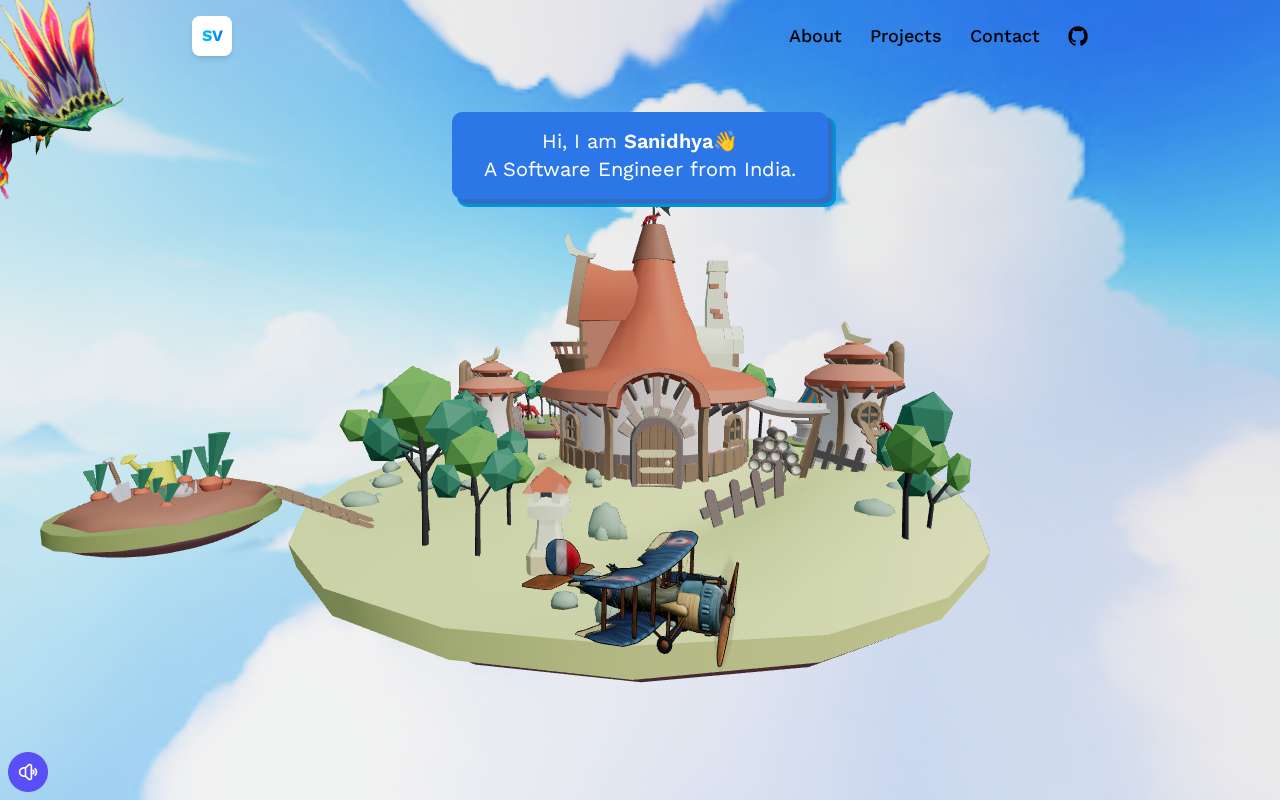 SV
About
Projects
Contact
Hi, I am Sanidhya👋
A Software Engineer from India.